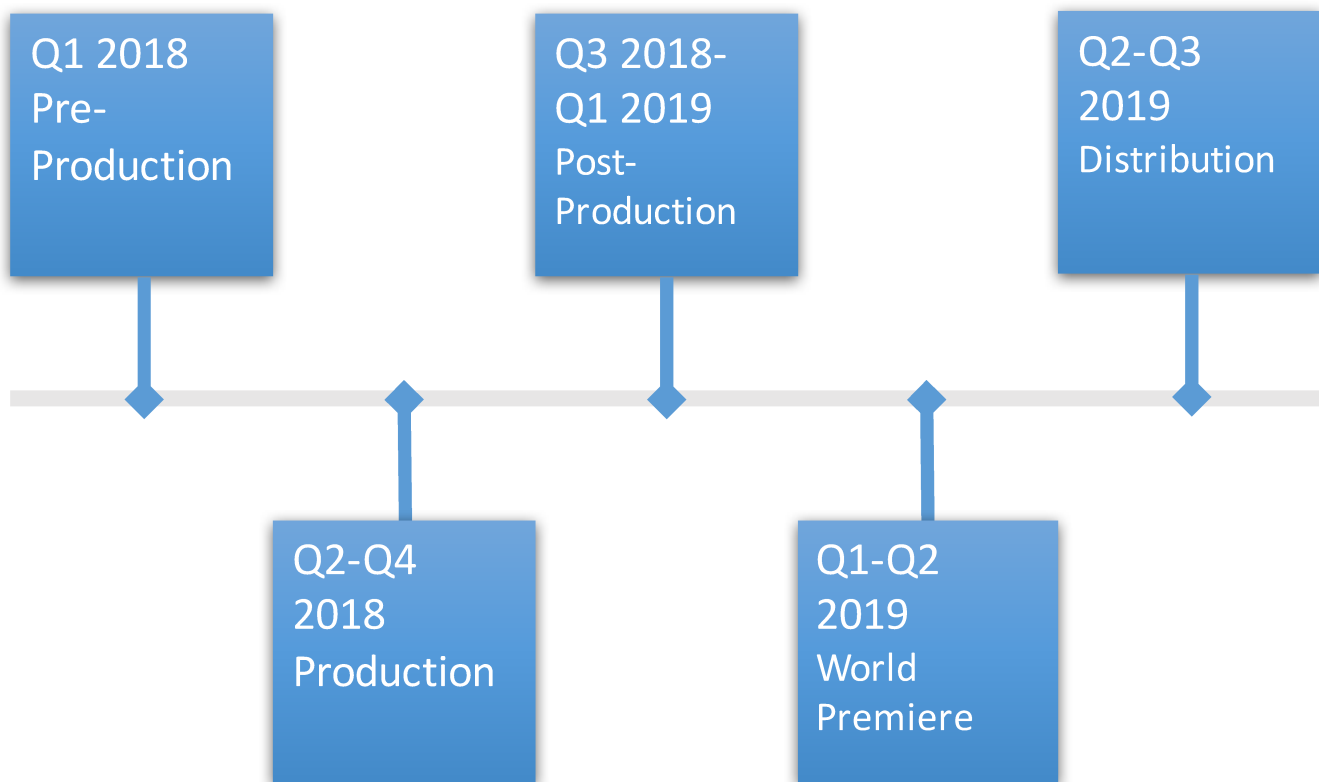 Q1 2018
Pre-
Production
Q2-Q4
2018
Production
Q3 2018-
Q1 2019
Post-
Production
Q1-Q2
2019
World
Premiere
Q2-Q3
2019
Distribution